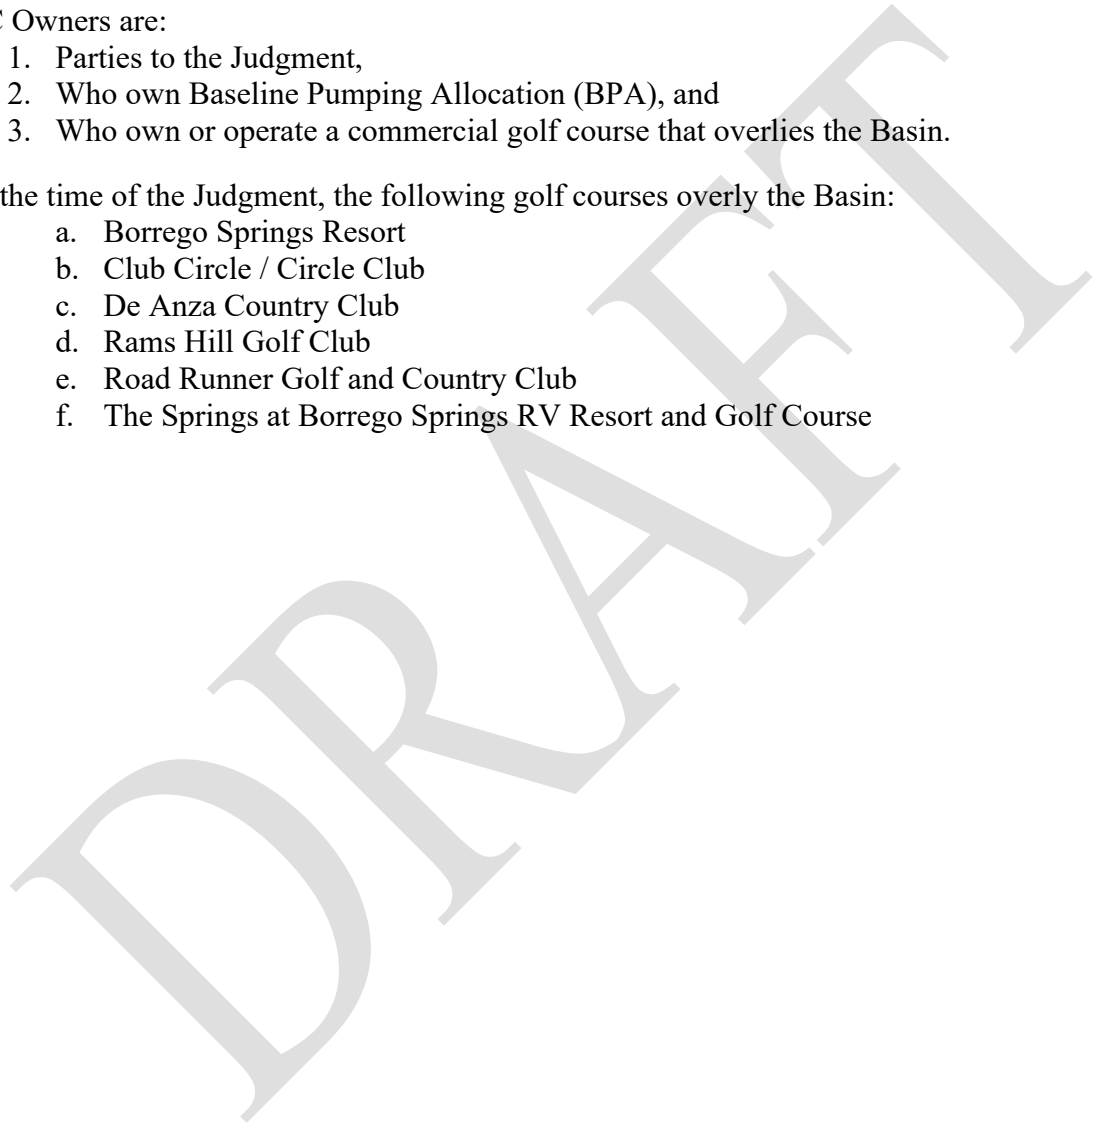 C Owners are:
1. Parties to the Judgment,
2. Who own Baseline Pumping Allocation (BPA), and
3. Who own or operate a commercial golf course that overlies the Basin.
the time of the Judgment, the following golf courses overly the Basin:
a. Borrego Springs Resort
b. Club Circle / Circle Club
c. De Anza Country Club
d. Rams Hill Golf Club
e. Road Runner Golf and Country Club
f. The Springs at Borrego Springs RV Resort and Golf Course
DRAFT